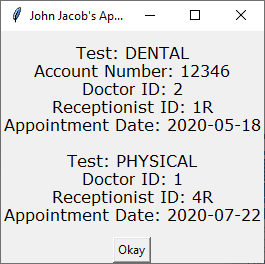 John Jacob's Ap...
Test: DENTAL
Account Number: 12346
Doctor ID: 2
Receptionist ID: 1R
Appointment Date: 2020-05-18
Test: PHYSICAL
Doctor ID: 1
Receptionist ID: 4R
Appointment Date: 2020-07-22
Okay